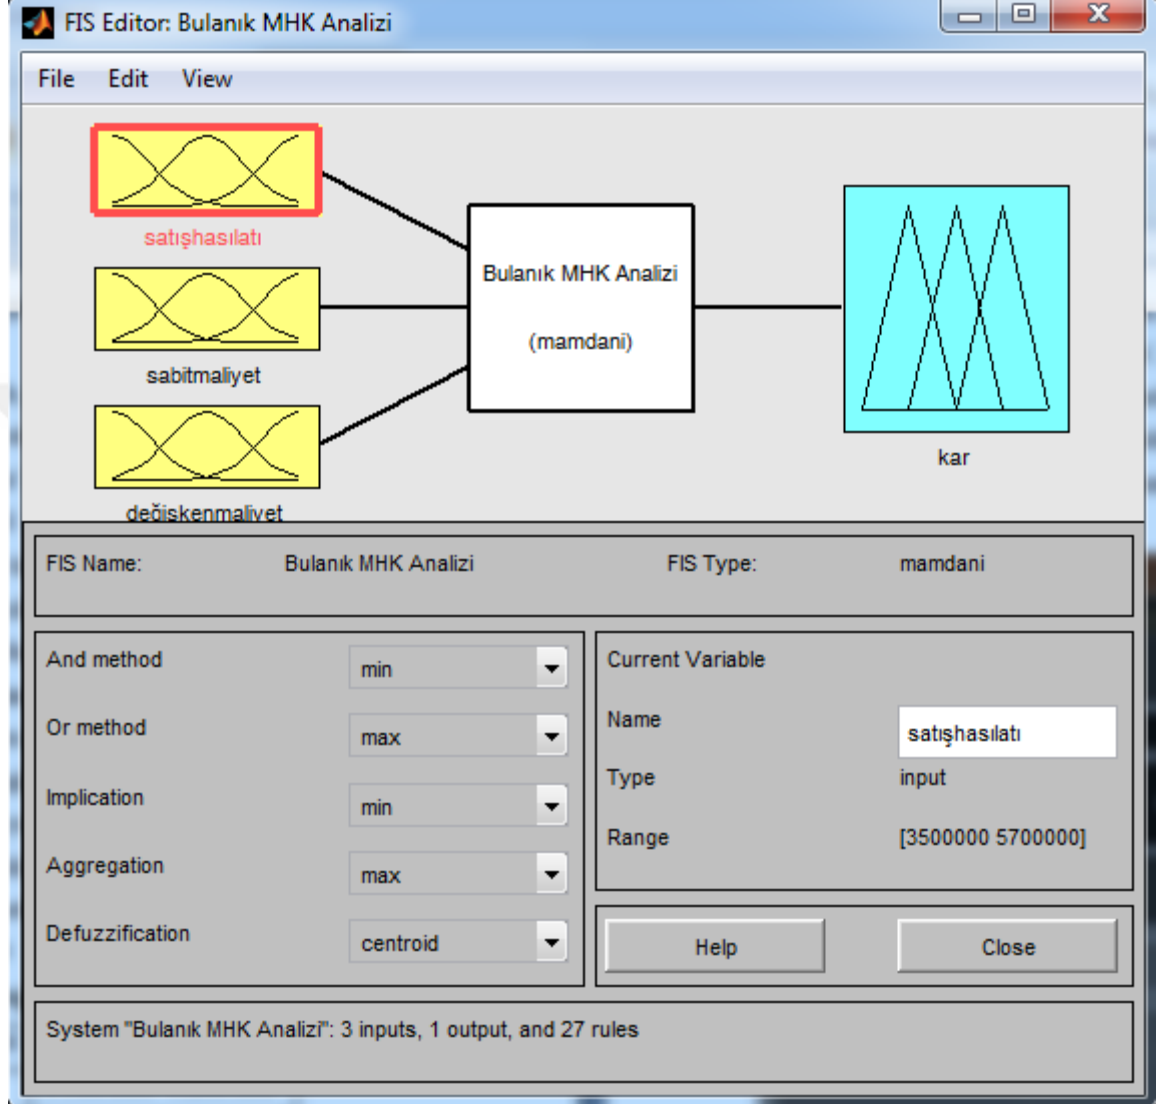 FIS Editor: Bulanık MHK Analizi
File Edit View
satışhasılatı
sabitmaliyet
değişkenmaliyet
Bulanık MHK Analizi
(mamdani)
kar
FIS Name: Bulanık MHK Analizi FIS Type: mamdani
And method min
Or method max
Implication min
Aggregation max
Defuzzification centroid
Current Variable
Name satışhasılatı
Type input
Range [3500000 5700000]
Help Close
System "Bulanık MHK Analizi": 3 inputs, 1 output, and 27 rules